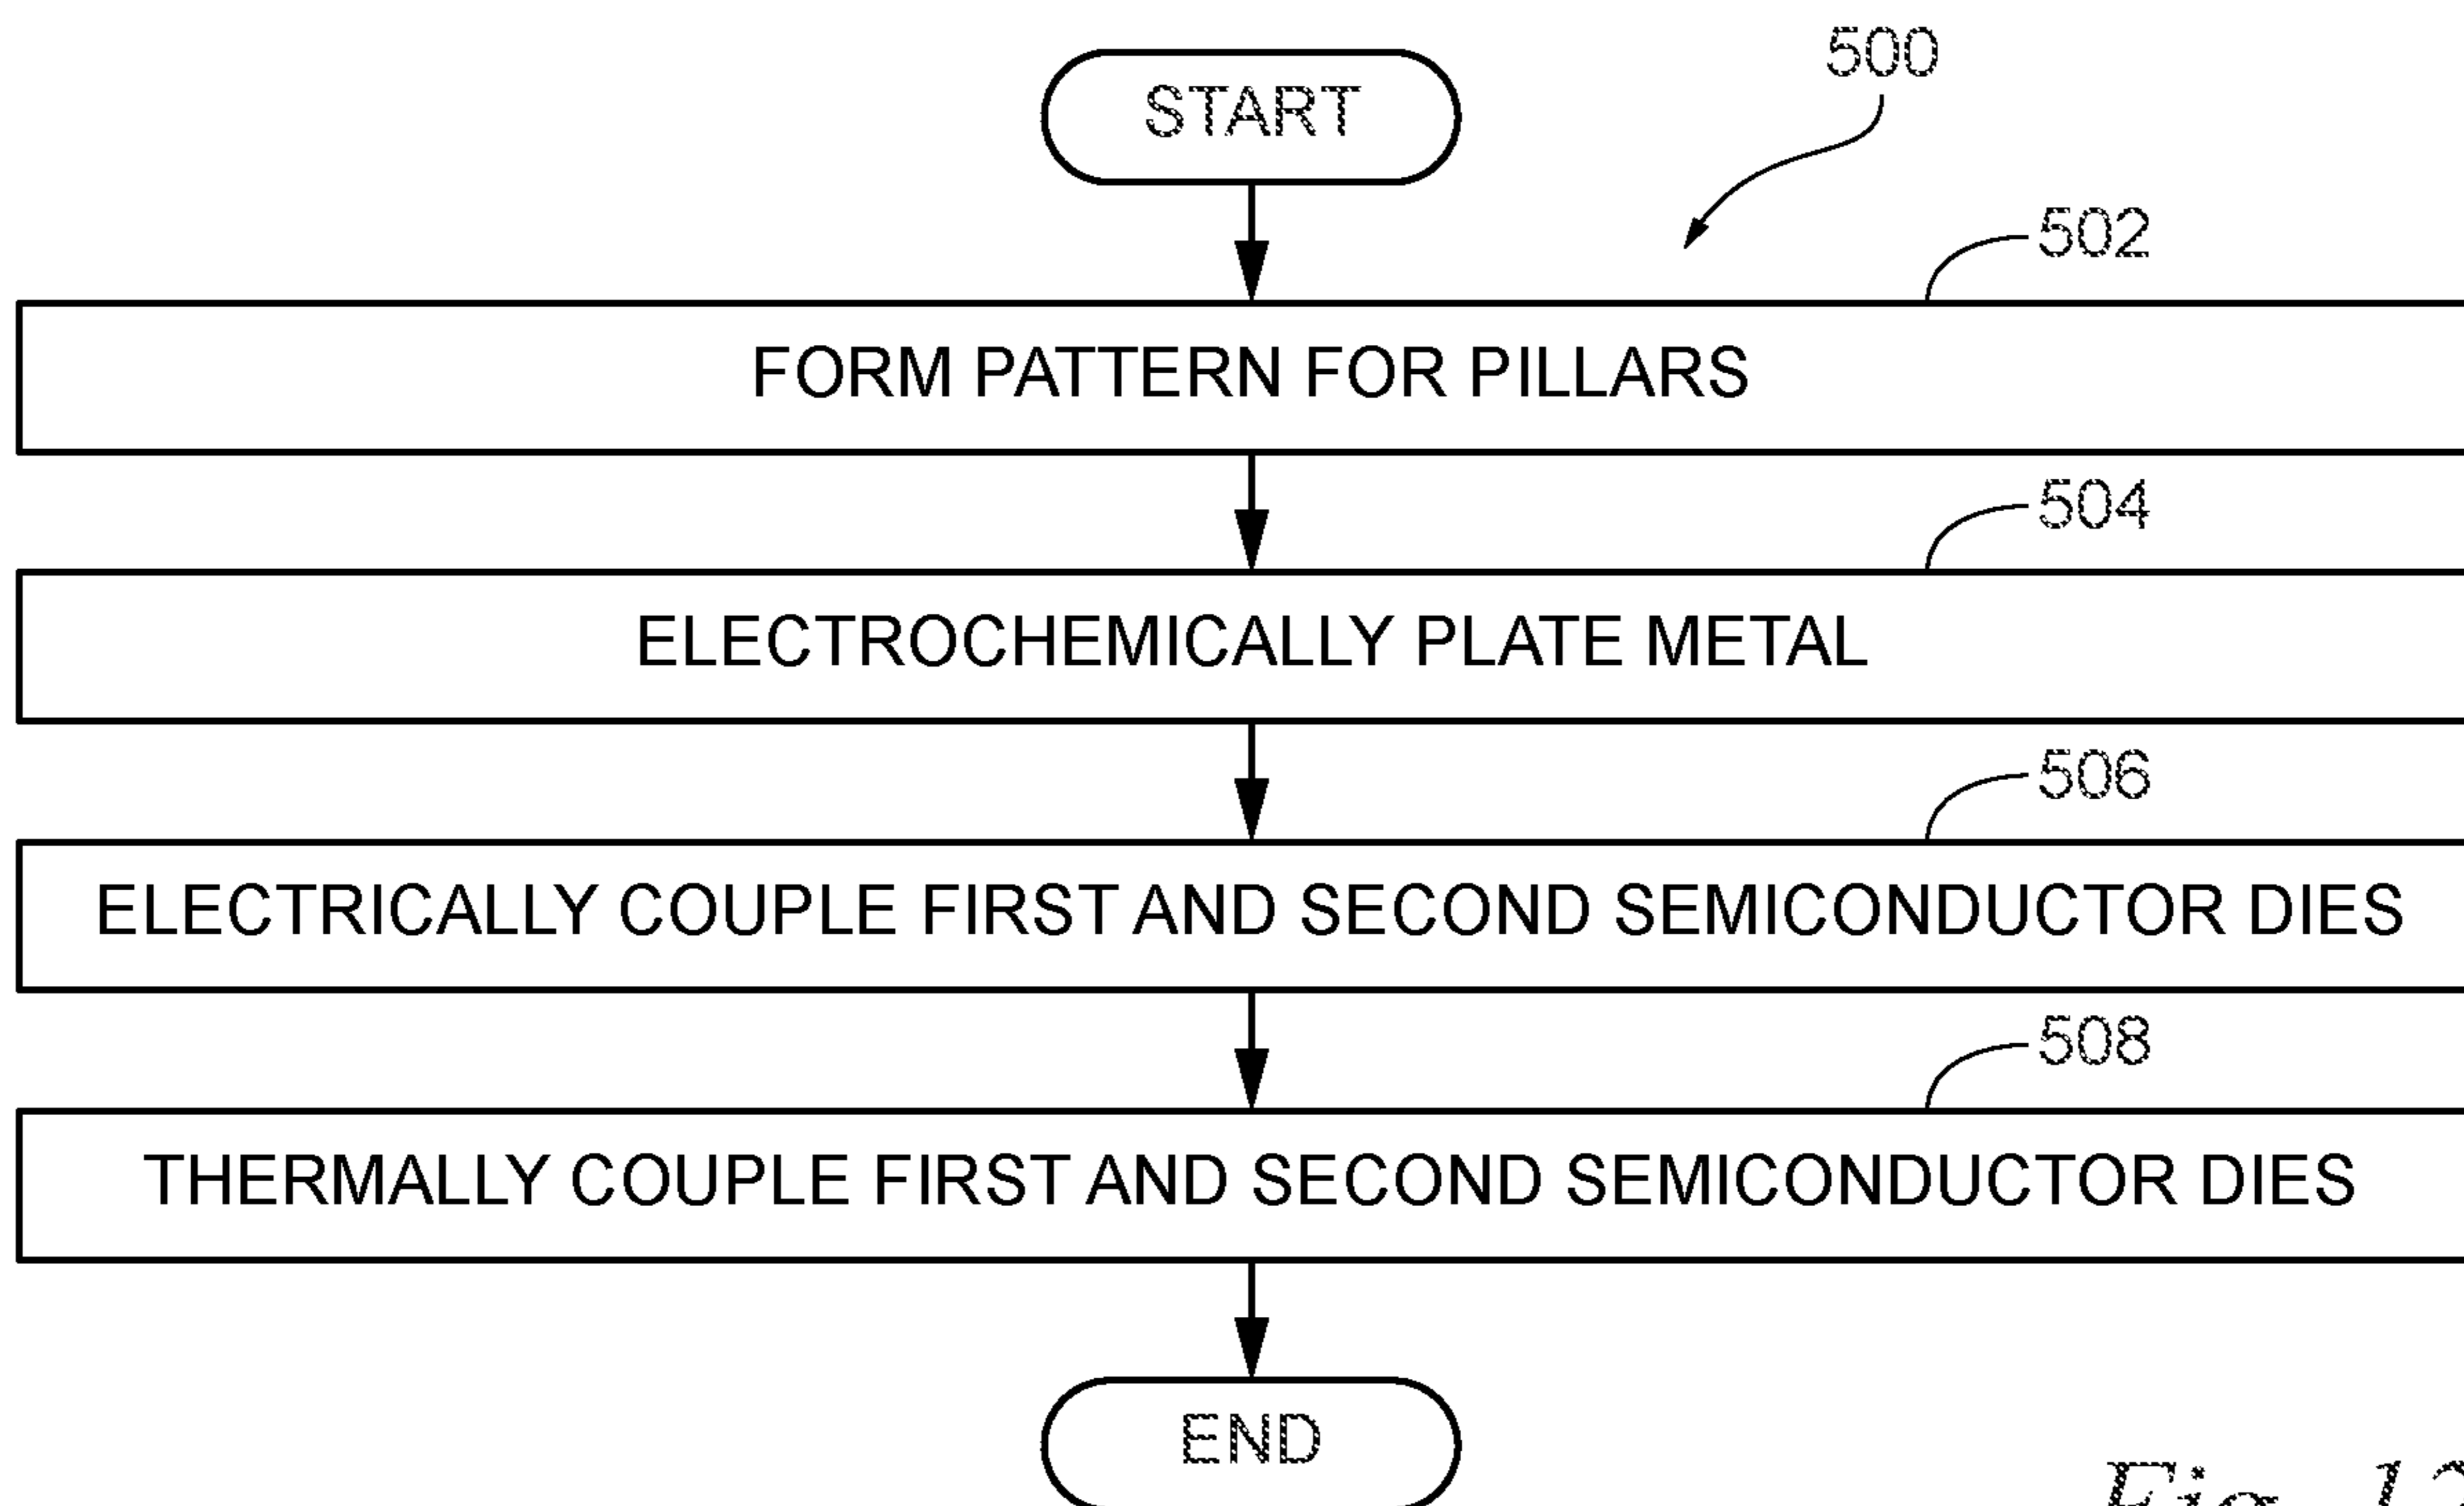 START
500
502
FORM PATTERN FOR PILLARS
504
ELECTROCHEMICALLY PLATE METAL
506
ELECTRICALLY COUPLE FIRST AND SECOND SEMICONDUCTOR DIES
508
THERMALLY COUPLE FIRST AND SECOND SEMICONDUCTOR DIES
END
Fig.